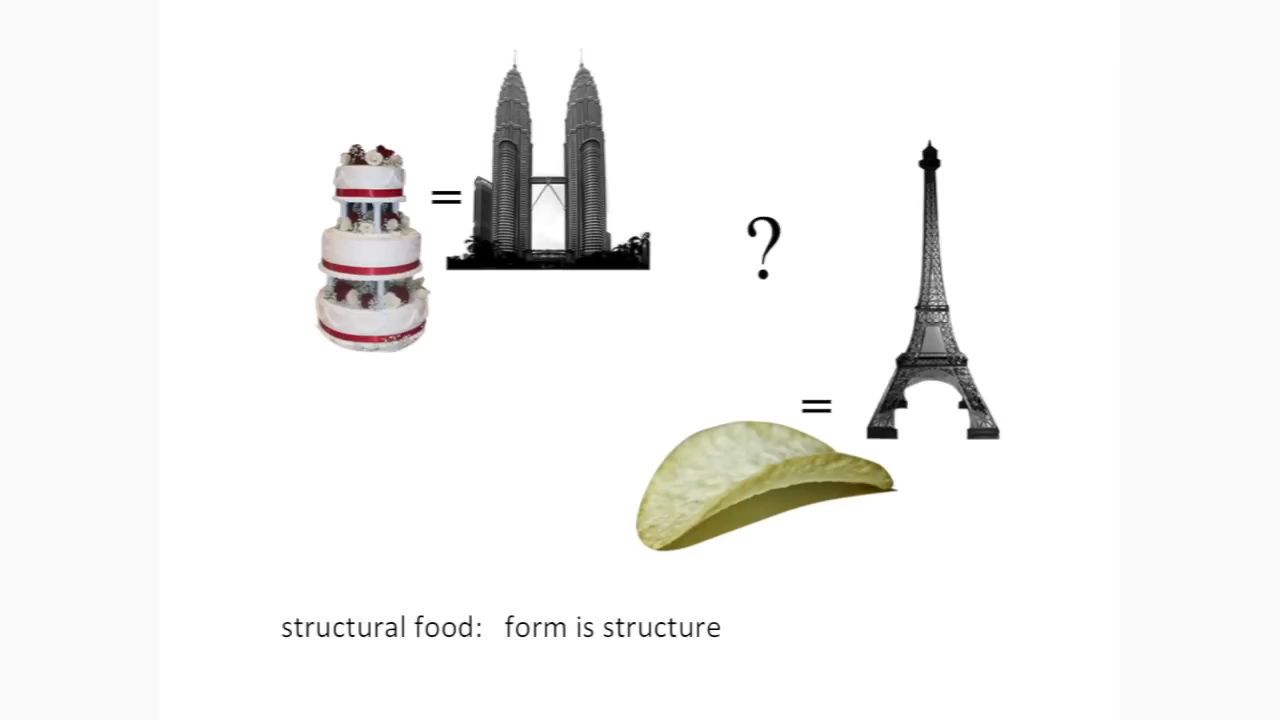 =
?
=
structural food: form is structure